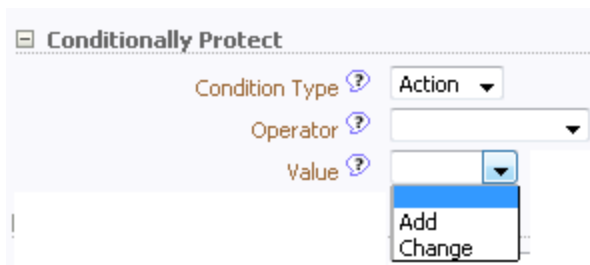 Conditionally Protect
Condition Type ? Action
Operator ?
Value ?
Add
Change